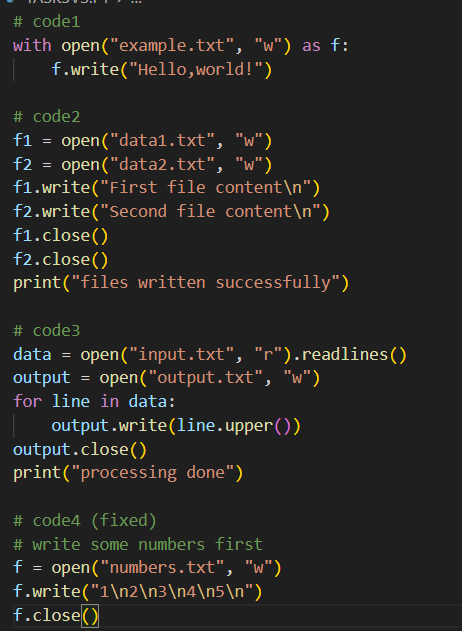 # code1
with open("example.txt", "w") as f:
    f.write("Hello,world!")

# code2
f1 = open("data1.txt", "w")
f2 = open("data2.txt", "w")
f1.write("First file content\n")
f2.write("Second file content\n")
f1.close()
f2.close()
print("files written successfully")

# code3
data = open("input.txt", "r").readlines()
output = open("output.txt", "w")
for line in data:
    output.write(line.upper())
output.close()
print("processing done")

# code4 (fixed)
# write some numbers first
f = open("numbers.txt", "w")
f.write("1\n2\n3\n4\n5\n")
f.close()